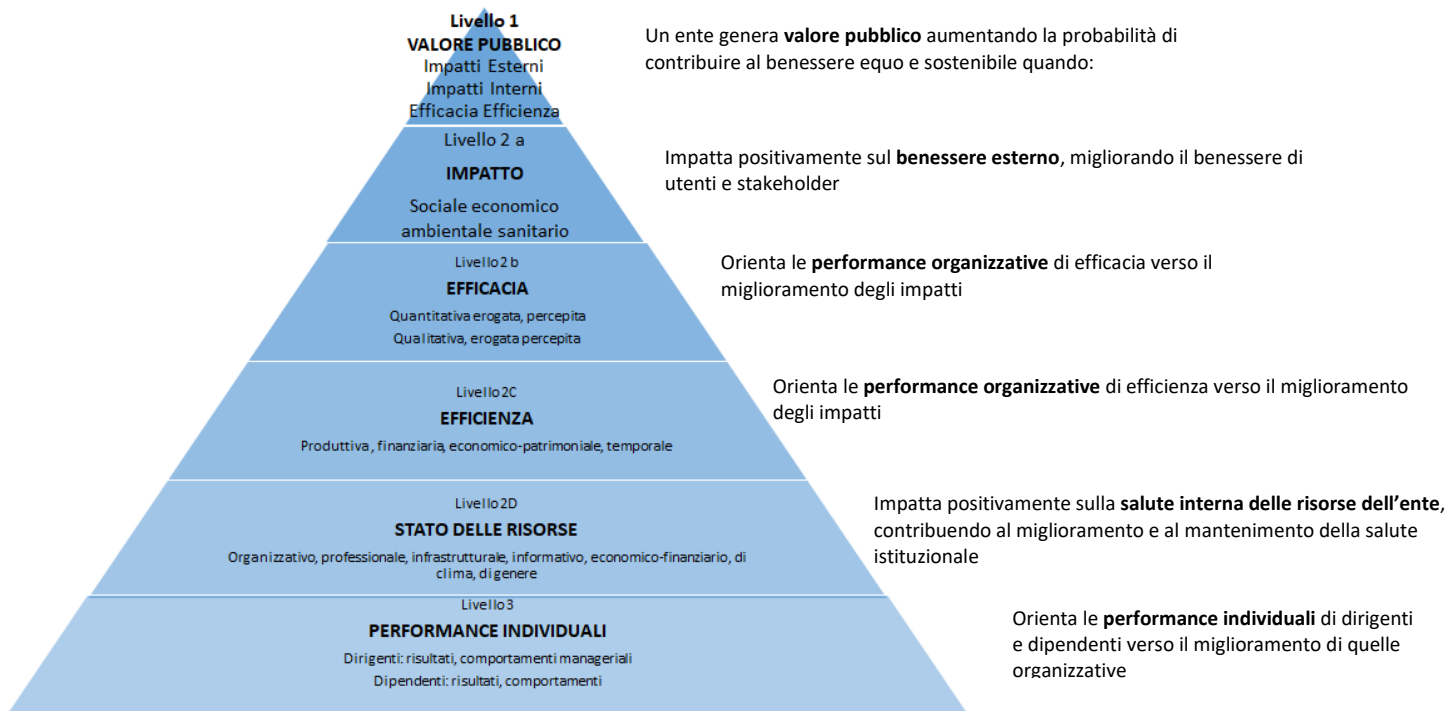 Livello 1
VALORE PUBBLICO
Impatti Esterni
Impatti Interni
Efficacia Efficienza
Un ente genera valore pubblico aumentando la probabilità di
contribuire al benessere equo e sostenibile quando:
Livello 2 a
IMPATTO
Sociale economico
ambientale sanitario
Impatta positivamente sul benessere esterno, migliorando il benessere di
utenti e stakeholder
Livello 2 b
EFFICACIA
Quantitativa erogata, percepita
Qualitativa, erogata percepita
Orienta le performance organizzative di efficacia verso il
miglioramento degli impatti
Livello 2C
EFFICIENZA
Produttiva , finanziaria, economico-patrimoniale, temporale
Orienta le performance organizzative di efficienza verso il miglioramento
degli impatti
Livello 2D
STATO DELLE RISORSE
Organizzativo, professionale, infrastrutturale, informativo, economico-finanziario, di
clima, di genere
Impatta positivamente sulla salute interna delle risorse dell’ente,
contribuendo al miglioramento e al mantenimento della salute
istituzionale
Livello 3
PERFORMANCE INDIVIDUALI
Dirigenti: risultati, comportamenti manageriali
Dipendenti: risultati, comportamenti
Orienta le performance individuali di dirigenti
e dipendenti verso il miglioramento di quelle
organizzative